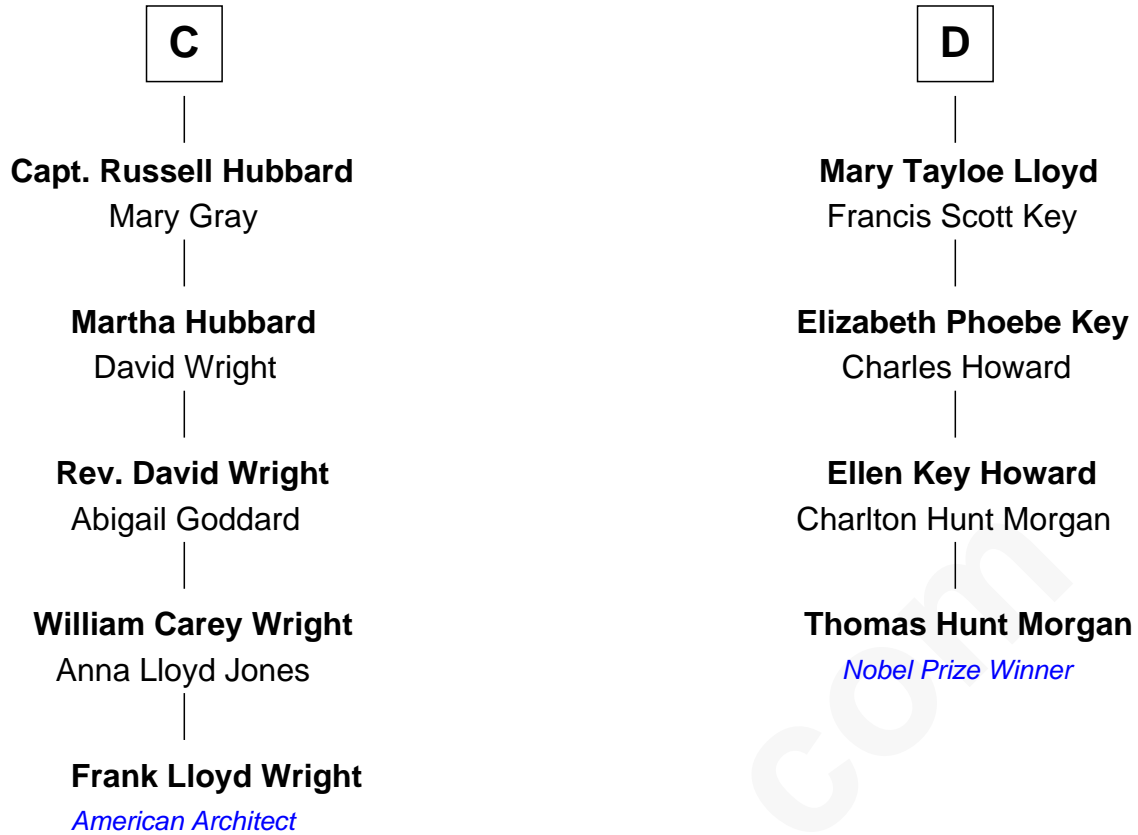 C
Capt. Russell Hubbard
Mary Gray
Martha Hubbard
David Wright
Rev. David Wright
Abigail Goddard
William Carey Wright
Anna Lloyd Jones
Frank Lloyd Wright
American Architect
D
Mary Tayloe Lloyd
Francis Scott Key
Elizabeth Phoebe Key
Charles Howard
Ellen Key Howard
Charlton Hunt Morgan
Thomas Hunt Morgan
Nobel Prize Winner
com